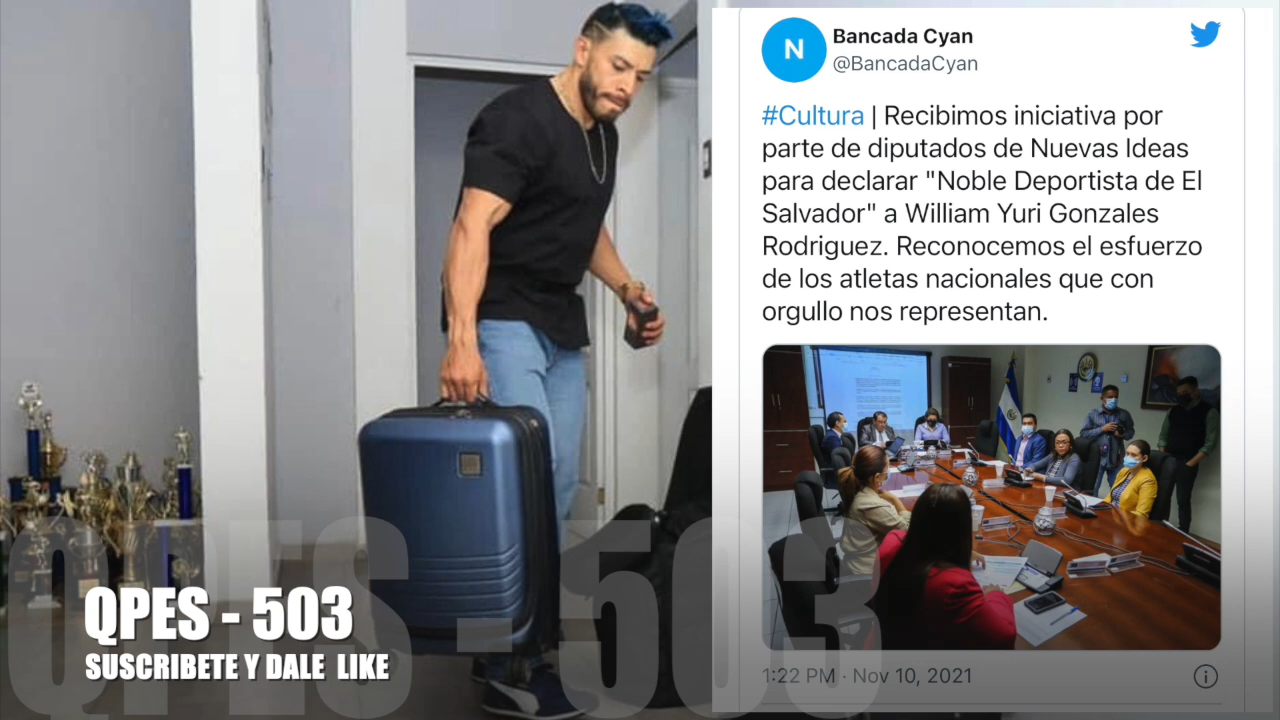 N
Bancada Cyan
@BancadaCyan
#Cultura | Recibimos iniciativa por
parte de diputados de Nuevas Ideas
para declarar "Noble Deportista de El
Salvador" a William Yuri Gonzales
Rodriguez. Reconocemos el esfuerzo
de los atletas nacionales que con
orgullo nos representan.
1:22 PM · Nov 10, 2021
QPES - 503
QPES - 503
SUSCRIBETE Y DALE LIKE